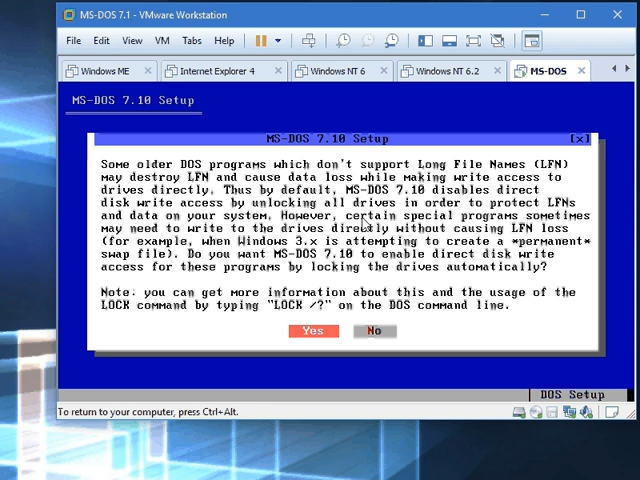 MS-DOS 7.1 - VMware Workstation
File Edit View VM Tabs Help
Windows ME Internet Explorer 4 Windows NT 6 Windows NT 6.2 MS-DOS
MS-DOS 7.10 Setup
MS-DOS 7.10 Setup [x]
Some older DOS programs which don't support Long File Names (LFN)
may destroy LFN and cause data loss while making write access to
drives directly. Thus by default, MS-DOS 7.10 disables direct
disk write access by unlocking all drives in order to protect LFNs
and data on your system. However, certain special programs sometimes
may need to write to the drives directly without causing LFN loss
(for example, when Windows 3.x is attempting to create a *permanent*
swap file). Do you want MS-DOS 7.10 to enable direct disk write
access for these programs by locking the drives automatically?
Note: you can get more information about this and the usage of the
LOCK command by typing "LOCK /?" on the DOS command line.
Yes No
DOS Setup
To return to your computer, press Ctrl+Alt.